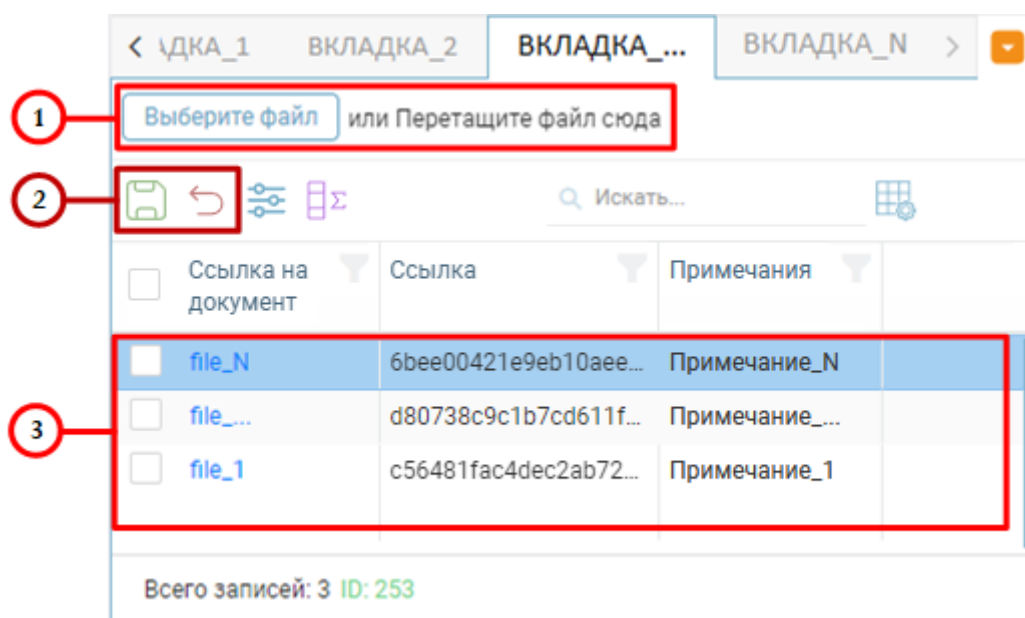 \ДКА_1 ВКЛАДКА_2 ВКЛАДКА_... ВКЛАДКА_N
1 Выберите файл или Перетащите файл сюда
2 Σ Искать...
Ссылка на документ Ссылка Примечания
file_N 6bee00421e9eb10aee... Примечание_N
file_... d80738c9c1b7cd611f... Примечание_...
3
file_1 c56481fac4dec2ab72... Примечание_1
Всего записей: 3 ID: 253